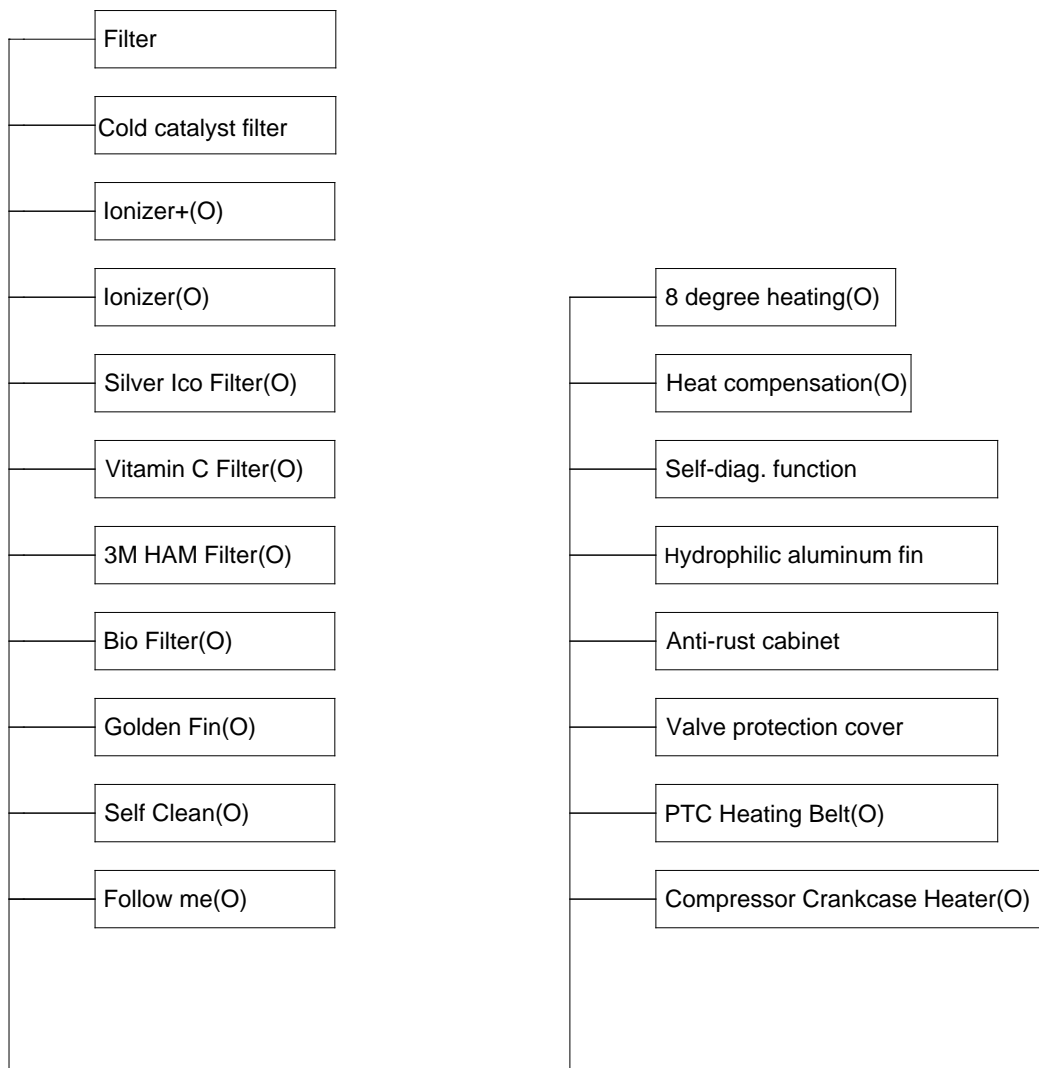 Filter
Cold catalyst filter
Ionizer+(O)
Ionizer(O)
Silver Ico Filter(O)
Vitamin C Filter(O)
3M HAM Filter(O)
Bio Filter(O)
Golden Fin(O)
Self Clean(O)
Follow me(O)
8 degree heating(O)
Heat compensation(O)
Self-diag. function
Hydrophilic aluminum fin
Anti-rust cabinet
Valve protection cover
PTC Heating Belt(O)
Compressor Crankcase Heater(O)